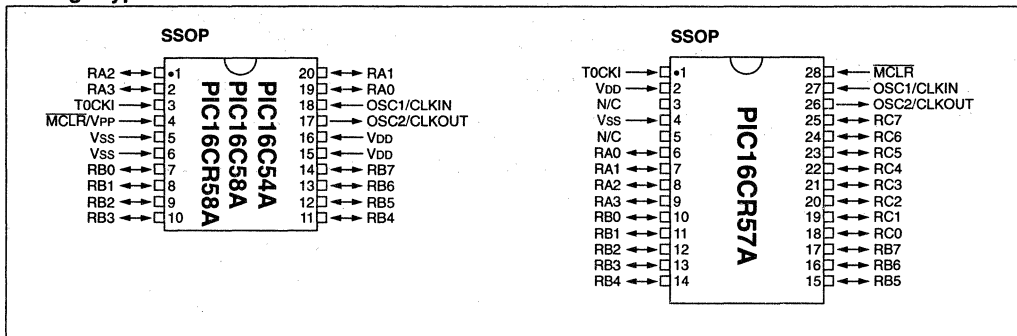 SSOP
RA2 •1 20 RA1
RA3 2 19 RA0
T0CKI 3 18 OSC1/CLKIN
MCLR/VPP 4 17 OSC2/CLKOUT
VSS 5 16 VDD
VSS 6 15 VDD
RB0 7 14 RB7
RB1 8 13 RB6
RB2 9 12 RB5
RB3 10 11 RB4
PIC16C54A
PIC16C58A
PIC16CR58A
SSOP
T0CKI •1 28 MCLR
VDD 2 27 OSC1/CLKIN
N/C 3 26 OSC2/CLKOUT
VSS 4 25 RC7
N/C 5 24 RC6
RA0 6 23 RC5
RA1 7 22 RC4
RA2 8 21 RC3
RA3 9 20 RC2
RB0 10 19 RC1
RB1 11 18 RC0
RB2 12 17 RB7
RB3 13 16 RB6
RB4 14 15 RB5
PIC16CR57A